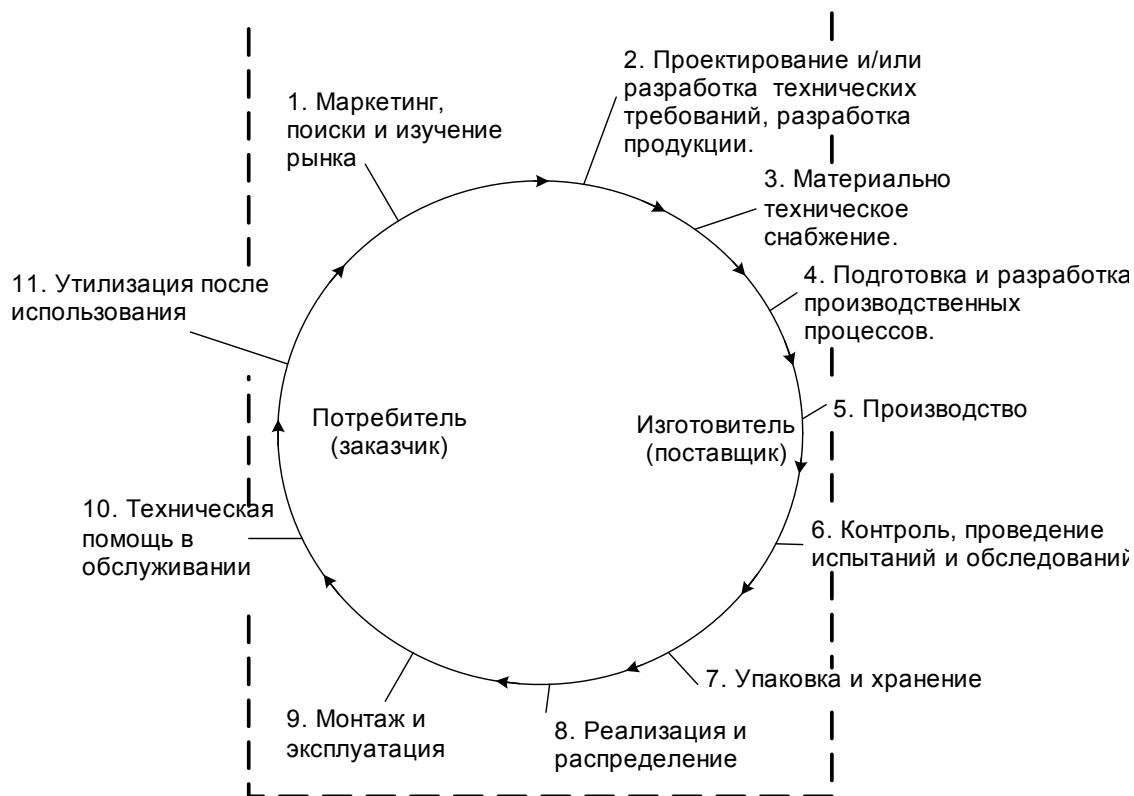 1. Маркетинг,
поиски и изучение
рынка
2. Проектирование и/или
разработка технических
требований, разработка
продукции.
3. Материально
техническое
снабжение.
4. Подготовка и разработка
производственных
процессов.
5. Производство
6. Контроль, проведение
испытаний и обследований
7. Упаковка и хранение
8. Реализация и
распределение
9. Монтаж и
эксплуатация
10. Техническая
помощь в
обслуживании
11. Утилизация после
использования
Потребитель
(заказчик)
Изготовитель
(поставщик)